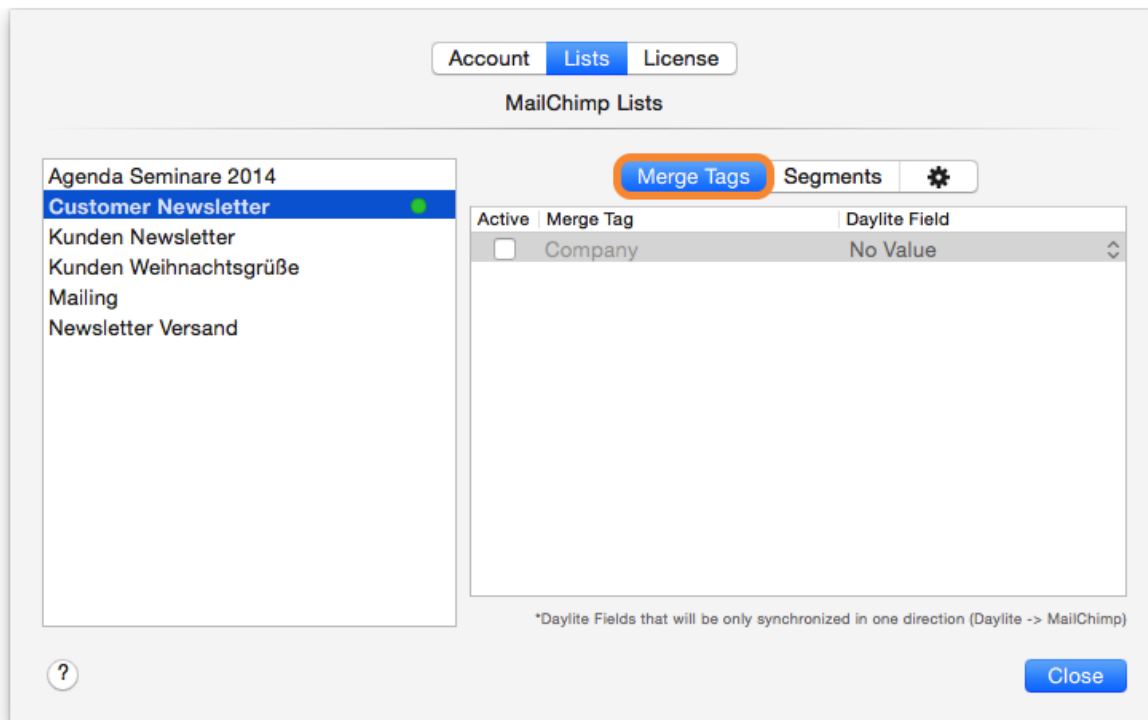 Account Lists License
MailChimp Lists
Agenda Seminare 2014
Customer Newsletter
Kunden Newsletter
Kunden Weihnachtsgrüße
Mailing
Newsletter Versand
Merge Tags Segments
Active Merge Tag Daylite Field
Company No Value
*Daylite Fields that will be only synchronized in one direction (Daylite -> MailChimp)
? Close